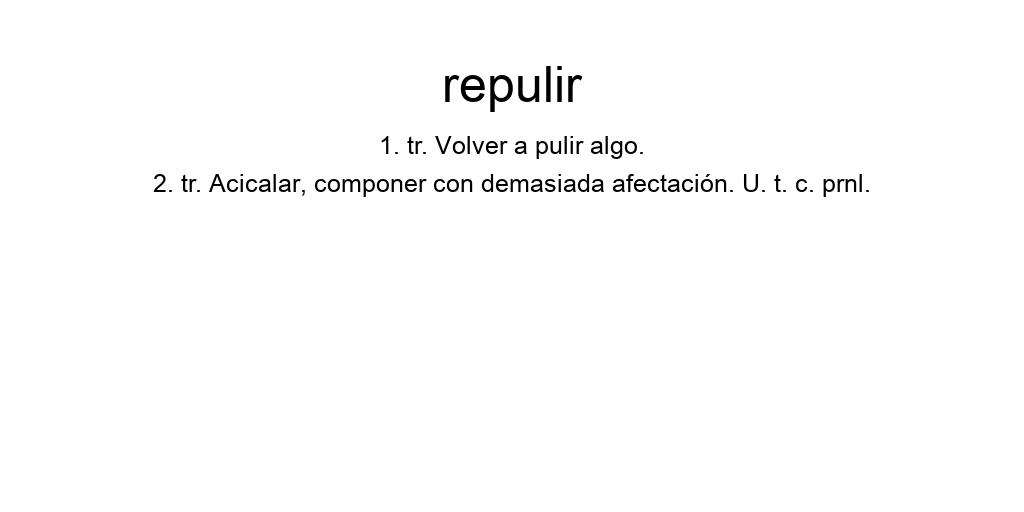 repulir
1. tr. Volver a pulir algo.
2. tr. Acicalar, componer con demasiada afectación. U. t. c. prnl.